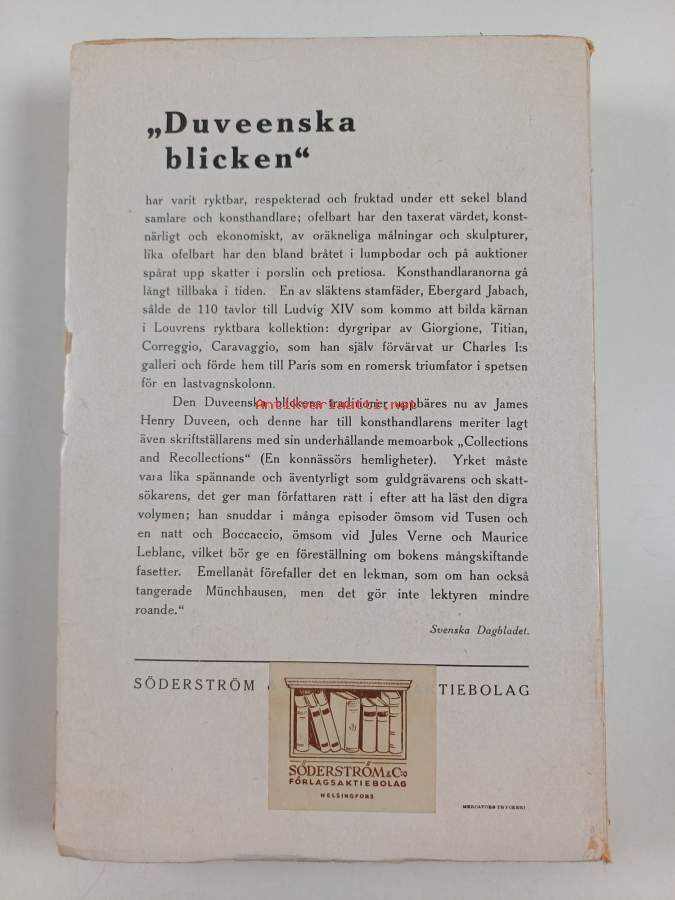 „Duveenska
blicken“
har varit ryktbar, respekterad och fruktad under ett sekel bland
samlare och konsthandlare; ofelbart har den taxerat värdet, konst-
närligt och ekonomiskt, av oräkneliga målningar och skulpturer,
lika ofelbart har den bland bråtet i lumpbodar och på auktioner
spårat upp skatter i porslin och pretiosa. Konsthandlaranorna gå
långt tillbaka i tiden. En av släktens stamfäder, Ebergard Jabach,
sålde de 110 tavlor till Ludvig XIV som kommo att bilda kärnan
i Louvrens ryktbara kollektion: dyrgripar av Giorgione, Titian,
Correggio, Caravaggio, som han själv förvärvat ur Charles I:s
galleri och förde hem till Paris som en romersk triumfator i spetsen
för en lastvagnskolonn.
Den Duveenska blickens traditioner uppbäres nu av James
Antikvariaatti.net
Henry Duveen, och denne har till konsthandlarens meriter lagt
även skriftställarens med sin underhållande memoarbok „Collections
and Recollections“ (En konnässörs hemligheter). Yrket måste
vara lika spännande och äventyrligt som guldgrävarens och skatt-
sökarens, det ger man författaren rätt i efter att ha läst den digra
volymen; han snuddar i många episoder ömsom vid Tusen och
en natt och Boccaccio, ömsom vid Jules Verne och Maurice
Leblanc, vilket bör ge en föreställning om bokens mångskiftande
fasetter. Emellanåt förefaller det en lekman, som om han också
tangerade Münchhausen, men det gör inte lektyren mindre
roande.“
Svenska Dagbladet.
SÖDERSTRÖM KTIEBOLAG
SÖDERSTRÖM & C:o
FÖRLAGSAKTIEBOLAG
HELSINGFORS
MERCATORS TRYCKERI